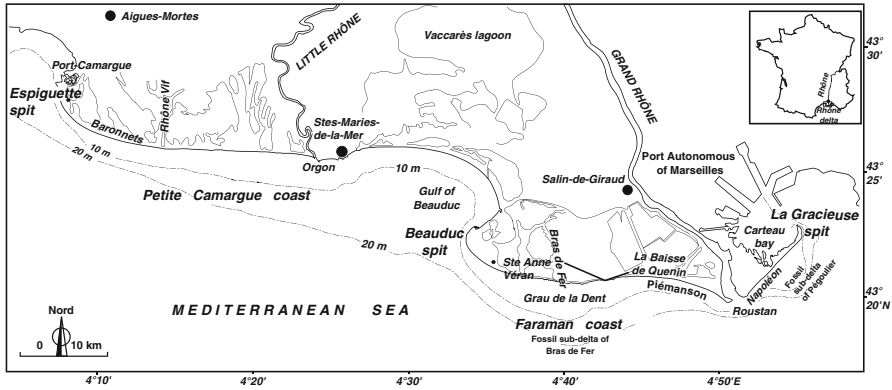 Aigues-Mortes
LITTLE RHÔNE
Vaccarès lagoon
GRAND RHÔNE
Rhône
Rhône
delta
43°
30'
Port-Camargue
Espiguette
spit
Baronnets
Rhône Vif
Stes-Maries-
de-la-Mer
Orgon
10 m
20 m
10 m
Petite Camargue coast
20 m
Gulf of
Beauduc
Beauduc
spit
Salin-de-Giraud
Port Autonomous
of Marseilles
43°
25'
La Gracieuse
spit
Carteau
bay
Ste Anne
Véran
Bras de Fer
La Baisse
de Quenin
Piémanson
Napoléon
Fossil
sub-delta
of Pégoulier
Grau de la Dent
Roustan
43°
20'N
MEDITERRANEAN SEA
Faraman coast
Fossil sub-delta of
Bras de Fer
Nord
0 10 km
4°10'
4°20'
4°30'
4°40'
4°50'E